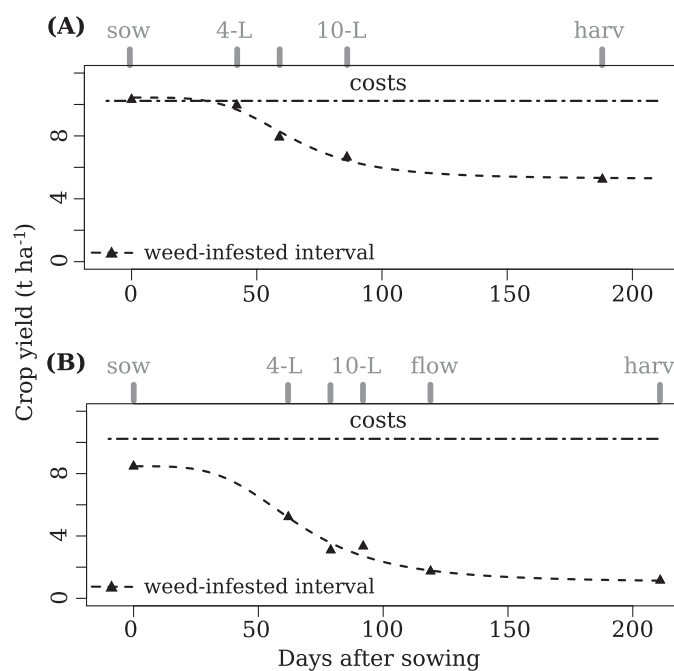 (A)
sow 4-L 10-L harv
costs
8
4
0
weed-infested interval
0 50 100 150 200
Crop yield (t ha⁻¹)
(B)
sow 4-L 10-L flow harv
costs
8
4
0
weed-infested interval
0 50 100 150 200
Days after sowing